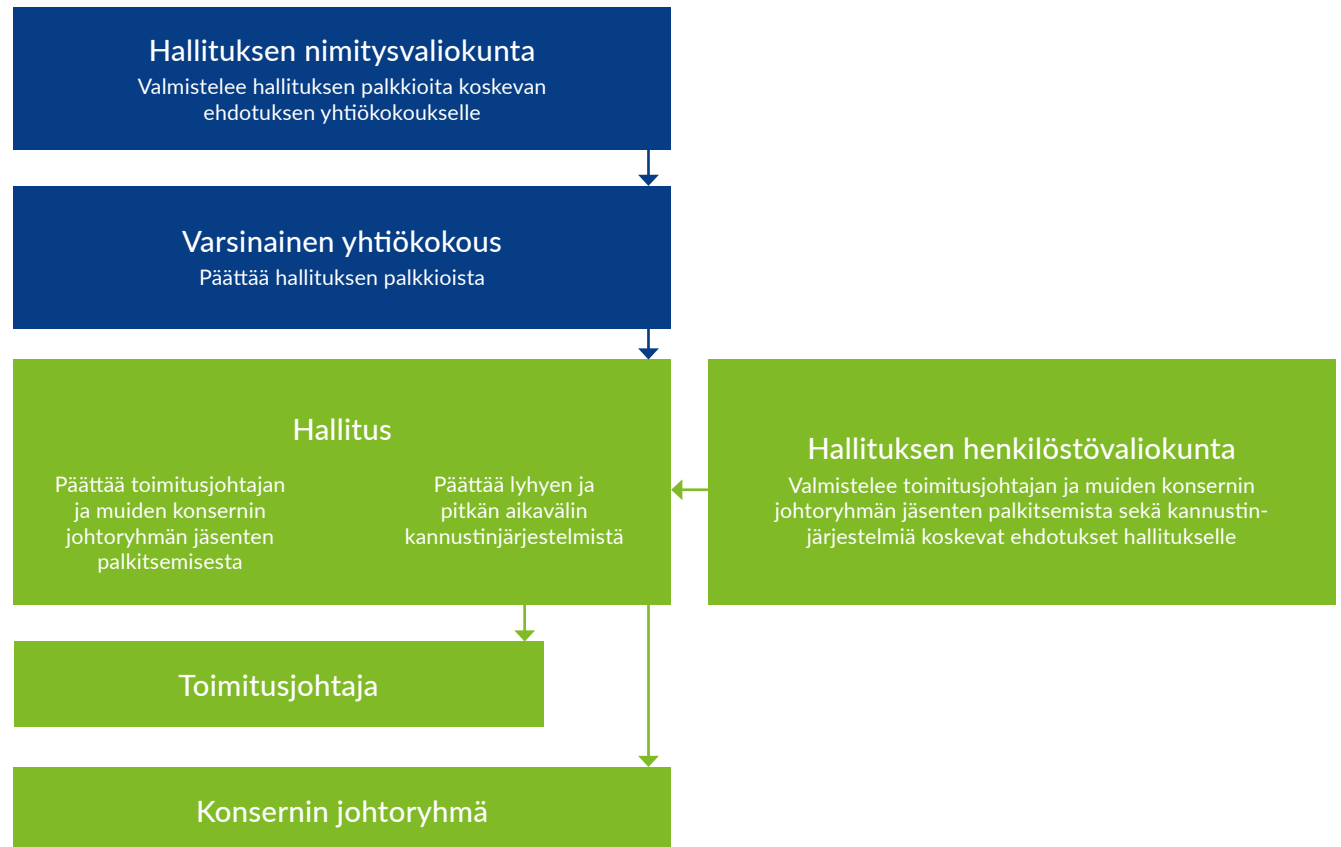 Hallituksen nimitysvaliokunta
Valmistelee hallituksen palkkioita koskevan
ehdotuksen yhtiökokoukselle
Varsinainen yhtiökokous
Päättää hallituksen palkkioista
Hallitus
Päättää toimitusjohtajan
ja muiden konsernin
johtoryhmän jäsenten
palkitsemisesta
Päättää lyhyen ja
pitkän aikavälin
kannustinjärjestelmistä
Hallituksen henkilöstövaliokunta
Valmistelee toimitusjohtajan ja muiden konsernin
johtoryhmän jäsenten palkitsemista sekä kannustin-
järjestelmiä koskevat ehdotukset hallitukselle
Toimitusjohtaja
Konsernin johtoryhmä